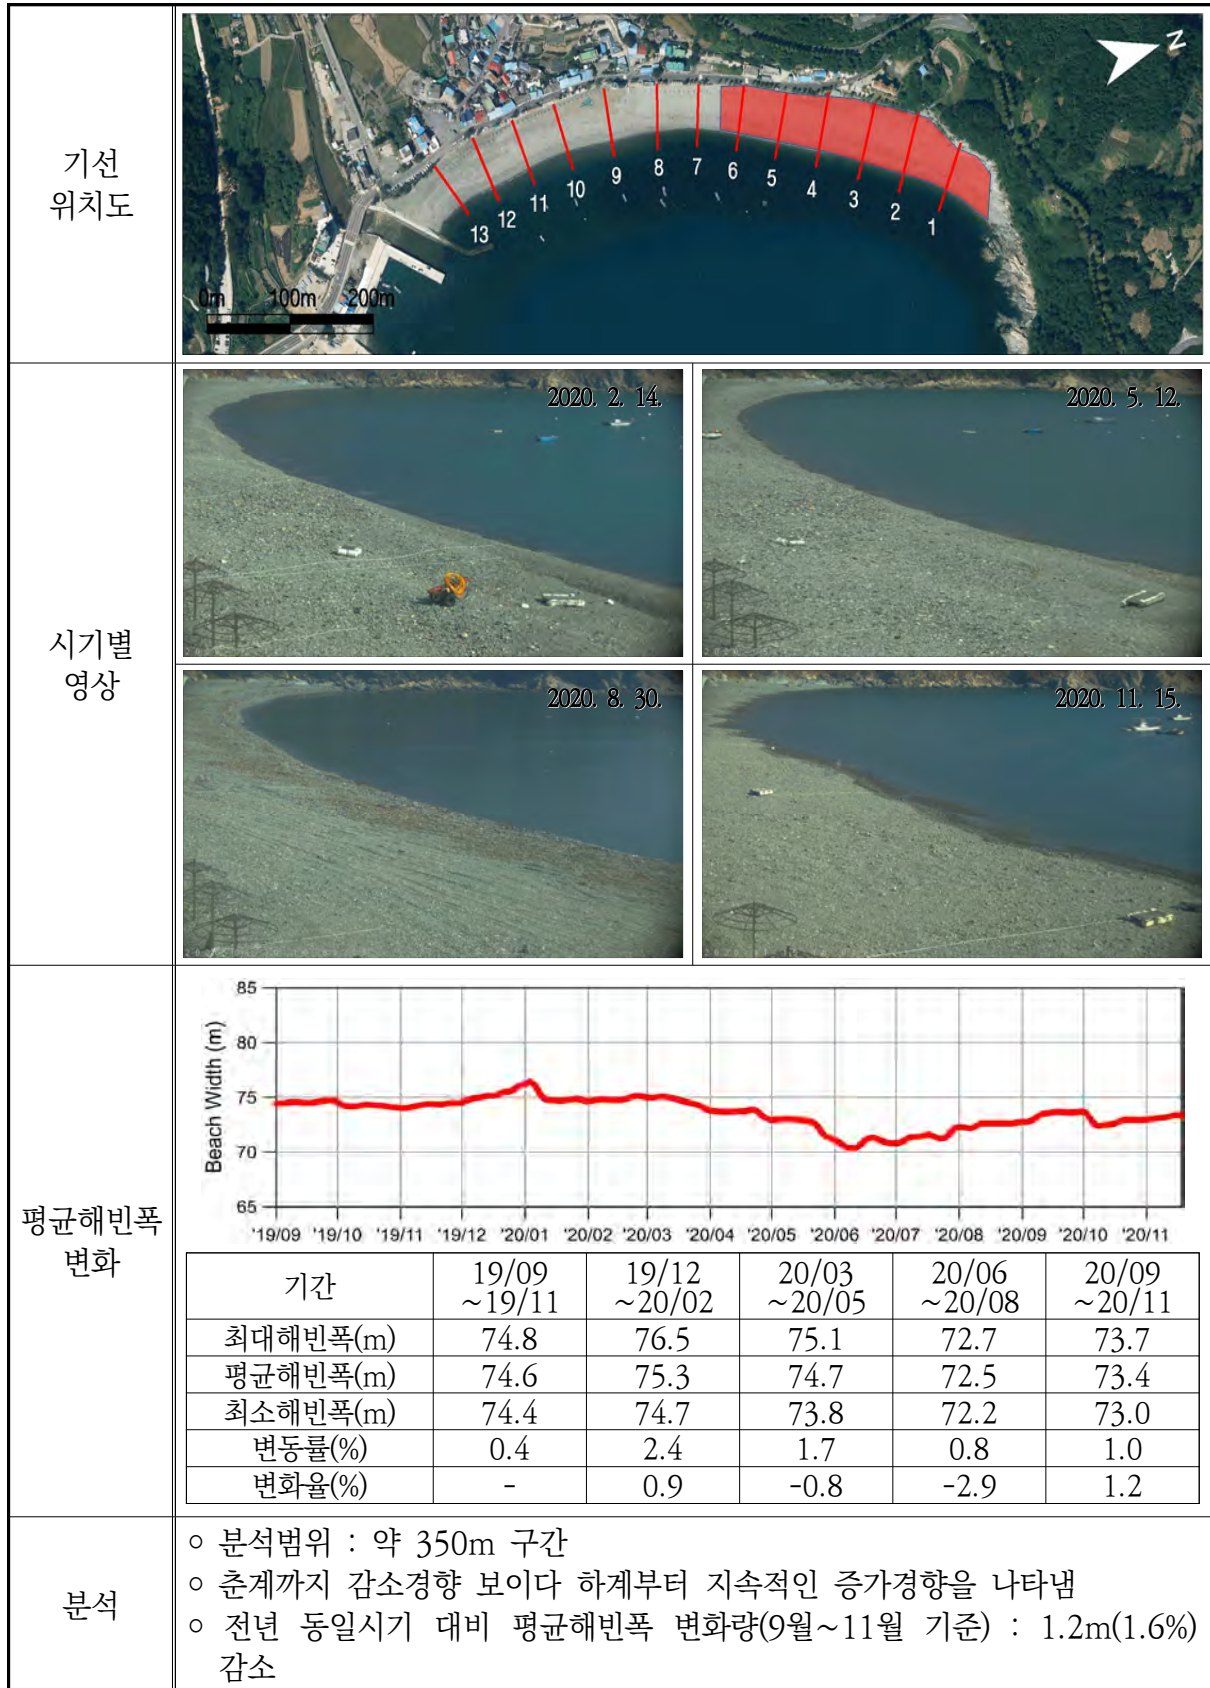 기선
위치도
N
13
12
11
10
9
8
7
6
5
4
3
2
1
0m 100m 200m
시기별
영상
2020. 2. 14.
2020. 5. 12.
2020. 8. 30.
2020. 11. 15.
평균해빈폭
변화
Beach Width (m)
85
80
75
70
65
'19/09 '19/10 '19/11 '19/12 '20/01 '20/02 '20/03 '20/04 '20/05 '20/06 '20/07 '20/08 '20/09 '20/10 '20/11
기간 19/09 ~19/11 19/12 ~20/02 20/03 ~20/05 20/06 ~20/08 20/09 ~20/11
최대해빈폭(m) 74.8 76.5 75.1 72.7 73.7
평균해빈폭(m) 74.6 75.3 74.7 72.5 73.4
최소해빈폭(m) 74.4 74.7 73.8 72.2 73.0
변동률(%) 0.4 2.4 1.7 0.8 1.0
변화율(%) - 0.9 -0.8 -2.9 1.2
분석
○ 분석범위 : 약 350m 구간
○ 춘계까지 감소경향 보이다 하계부터 지속적인 증가경향을 나타냄
○ 전년 동일시기 대비 평균해빈폭 변화량(9월~11월 기준) : 1.2m(1.6%)
감소